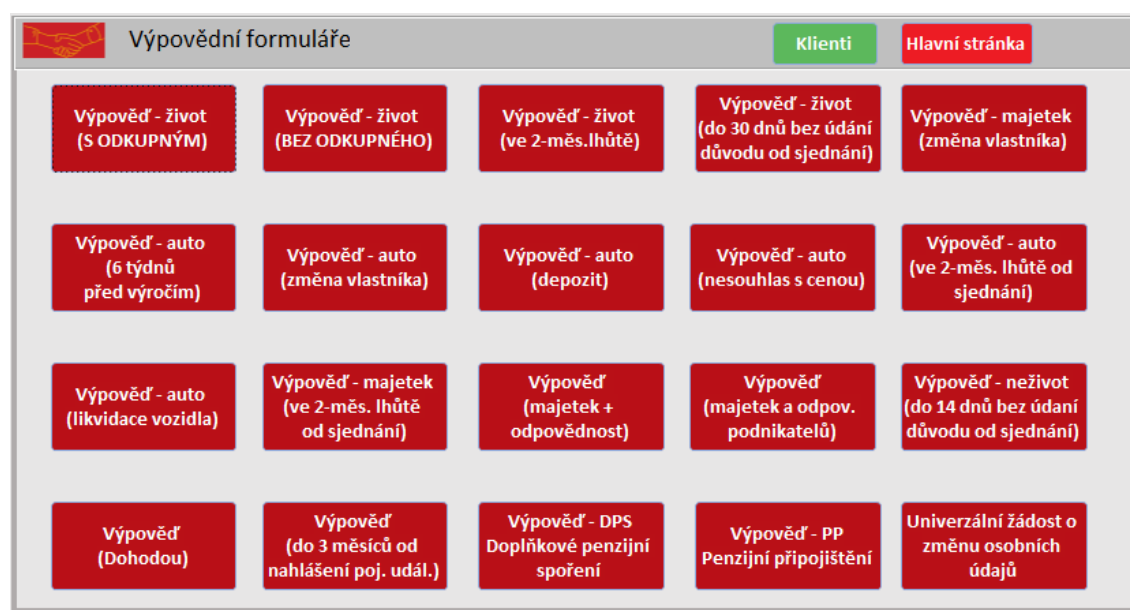 Výpovědní formuláře
Klienti
Hlavní stránka
Výpověď - život
(S ODKUPNÝM)
Výpověď - život
(BEZ ODKUPNÉHO)
Výpověď - život
(ve 2-měs.lhůtě)
Výpověď - život
(do 30 dnů bez údání
důvodu od sjednání)
Výpověď - majetek
(změna vlastníka)
Výpověď - auto
(6 týdnů
před výročím)
Výpověď - auto
(změna vlastníka)
Výpověď - auto
(depozit)
Výpověď - auto
(nesouhlas s cenou)
Výpověď - auto
(ve 2-měs. lhůtě od
sjednání)
Výpověď - auto
(likvidace vozidla)
Výpověď - majetek
(ve 2-měs. lhůtě
od sjednání)
Výpověď
(majetek +
odpovědnost)
Výpověď
(majetek a odpov.
podnikatelů)
Výpověď - neživot
(do 14 dnů bez údaní
důvodu od sjednání)
Výpověď
(Dohodou)
Výpověď
(do 3 měsíců od
nahlášení poj. udál.)
Výpověď - DPS
Doplňkové penzijní
spoření
Výpověď - PP
Penzijní připojištění
Univerzální žádost o
změnu osobních
údajů